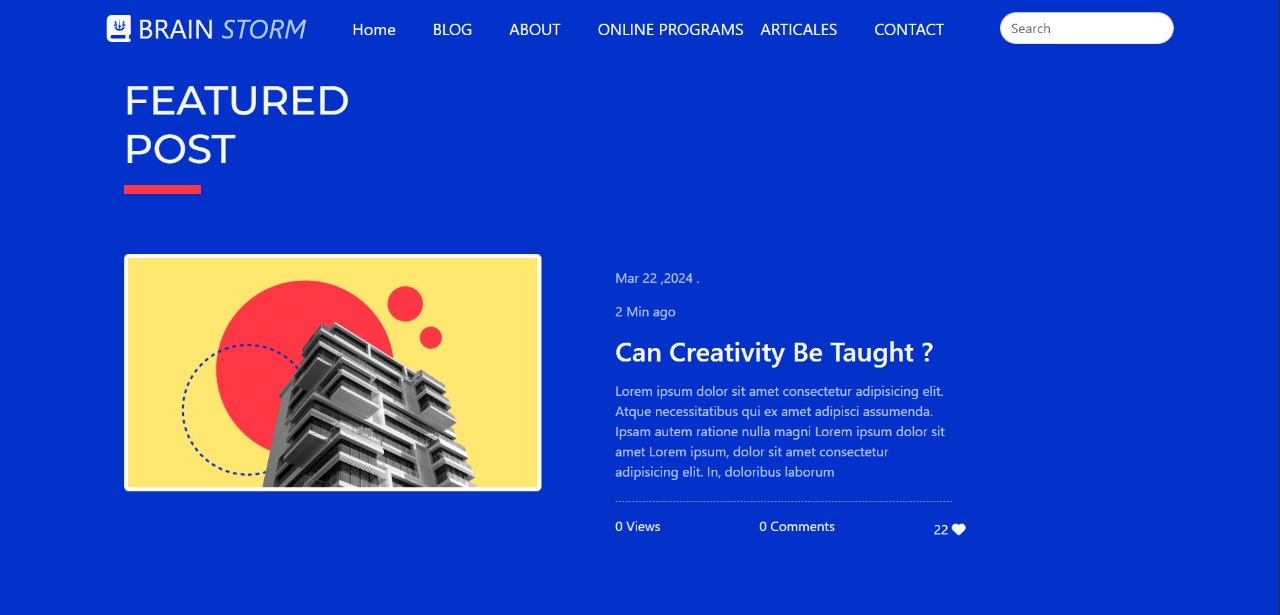 BRAIN STORM
Home BLOG ABOUT ONLINE PROGRAMS ARTICALES CONTACT
Search
FEATURED
POST
Mar 22 ,2024 .
2 Min ago
Can Creativity Be Taught ?
Lorem ipsum dolor sit amet consectetur adipisicing elit.
Atque necessitatibus qui ex amet adipisci assumenda.
Ipsam autem ratione nulla magni Lorem ipsum dolor sit
amet Lorem ipsum, dolor sit amet consectetur
adipisicing elit. In, doloribus laborum
0 Views 0 Comments 22